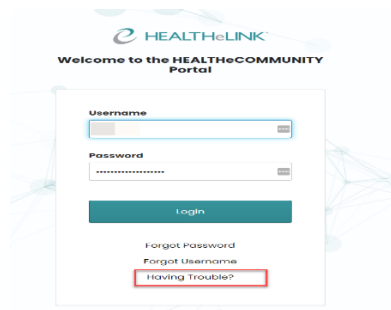 HEALTHeLINK
Welcome to the HEALTHeCOMMUNITY
Portal
Username
Password
Login
Forgot Password
Forgot Username
Having Trouble?